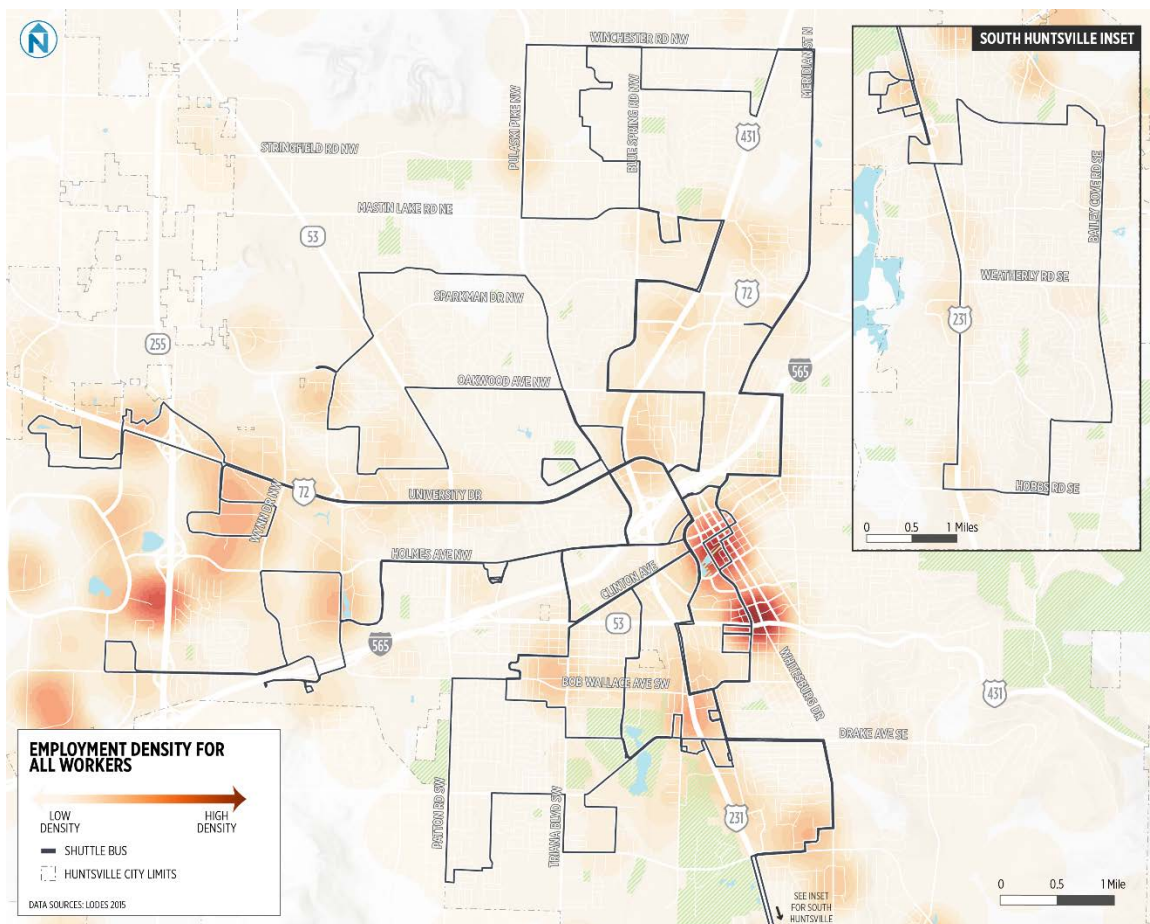 N
WINCHESTER RD NW
MERIDIAN ST N
SOUTH HUNTSVILLE INSET
PULASKI PIKE NW
BLUE SPRING RD NW
431
STRINGFIELD RD NW
MASTIN LAKE RD NE
53
BAILEY COVE RD SE
WEATHERLY RD SE
231
HOBBS RD SE
0 0.5 1 Miles
SPARKMAN DR NW
72
255
565
OAKWOOD AVE NW
WYNN DR NW
72
UNIVERSITY DR
HOLMES AVE NW
CLINTON AVE
53
565
WHITESBURG DR
BOB WALLACE AVE SW
431
DRAKE AVE SE
PATTON RD SW
TRIANA BLVD SW
231
SEE INSET
FOR SOUTH
HUNTSVILLE
0 0.5 1 Mile
EMPLOYMENT DENSITY FOR
ALL WORKERS
LOW
DENSITY
HIGH
DENSITY
SHUTTLE BUS
HUNTSVILLE CITY LIMITS
DATA SOURCES: LODES 2015